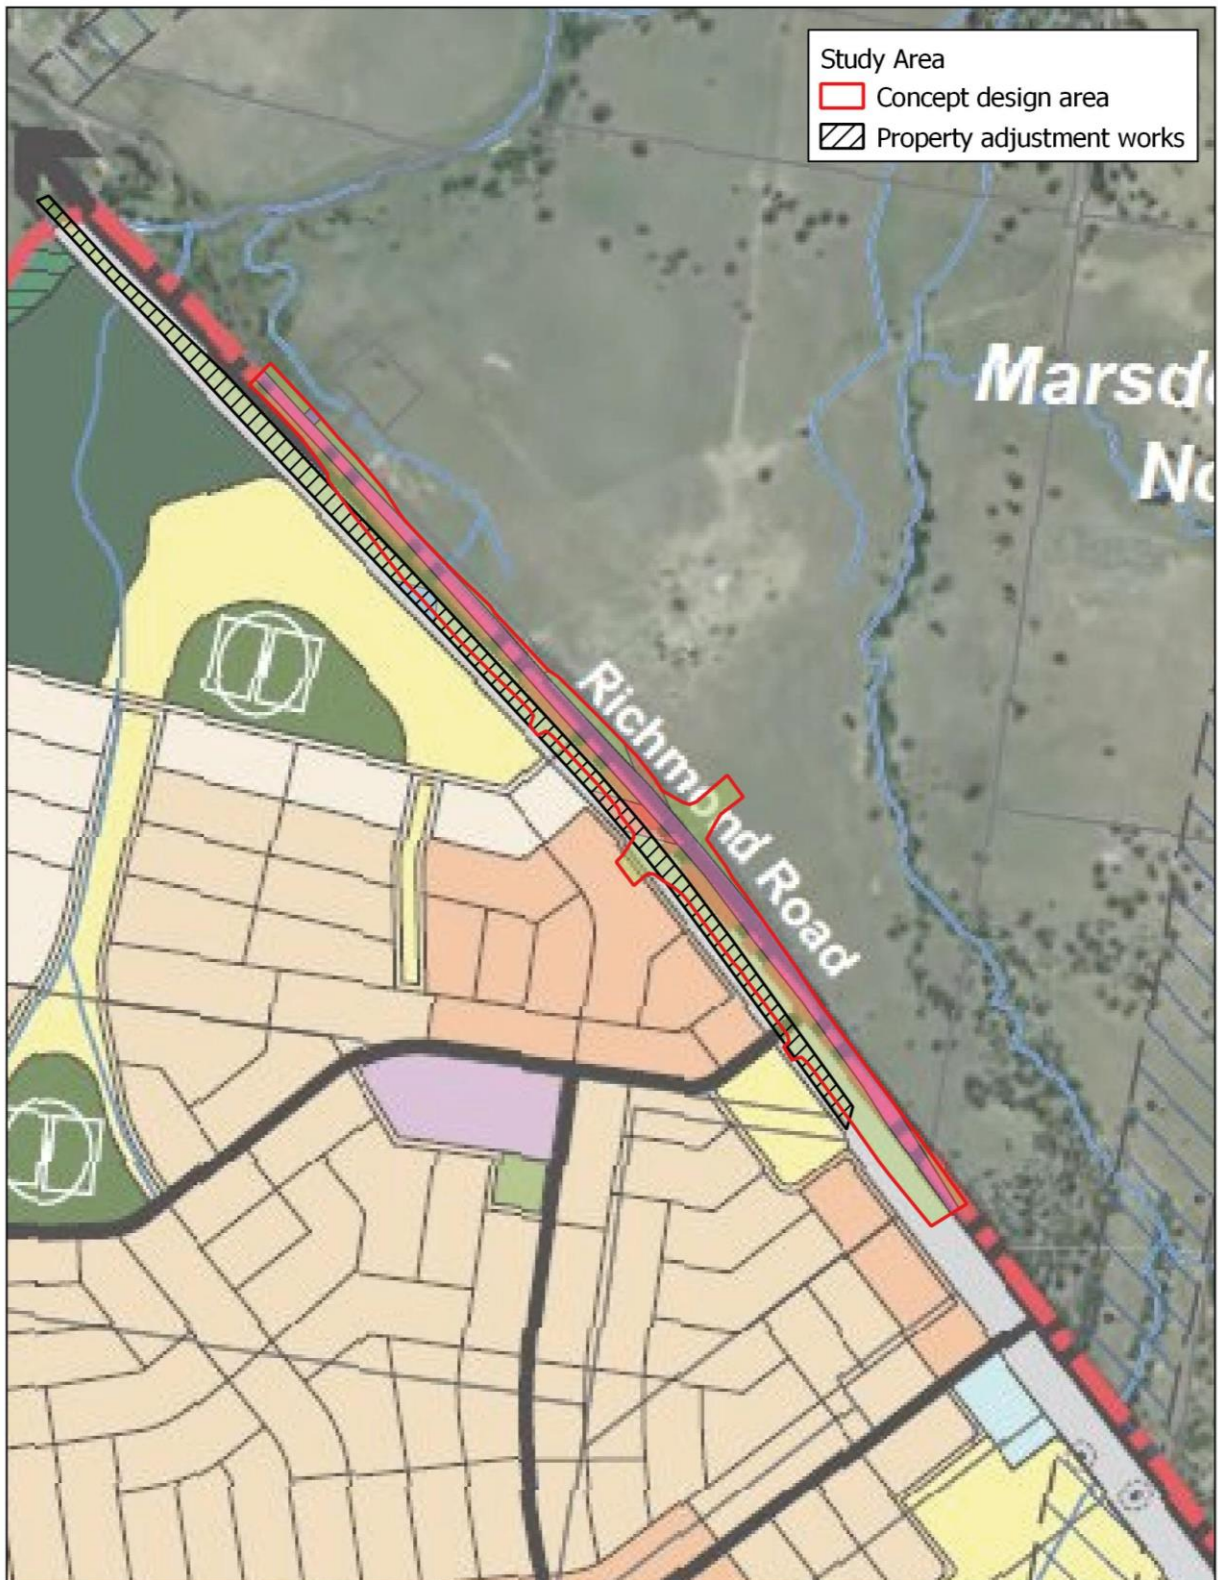 Study Area
Concept design area
Property adjustment works
Marsd
No
Richmond Road